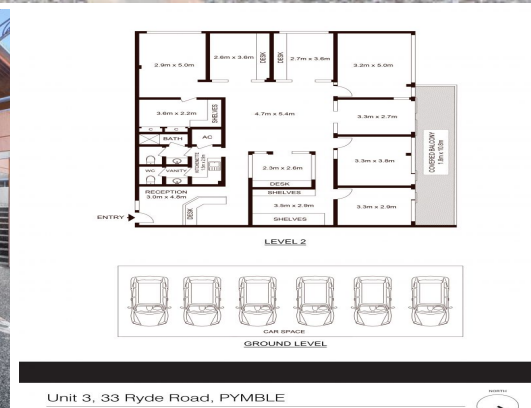 2.9m x 5.0m
2.6m x 3.6m
DESK
DESK
2.7m x 3.6m
3.2m x 5.0m
3.6m x 2.2m
SHELVES
4.7m x 5.4m
3.3m x 2.7m
BATH
AC
COVERED BALCONY
KITCHENETTE
2.3m x 2.6m
3.3m x 3.8m
WC
VANITY
DESK
RECEPTION
3.0m x 4.8m
SHELVES
3.5m x 2.9m
3.3m x 2.9m
DESK
SHELVES
ENTRY
LEVEL 2
CAR SPACE
GROUND LEVEL
Unit 3, 33 Ryde Road, PYMBLE
NORTH